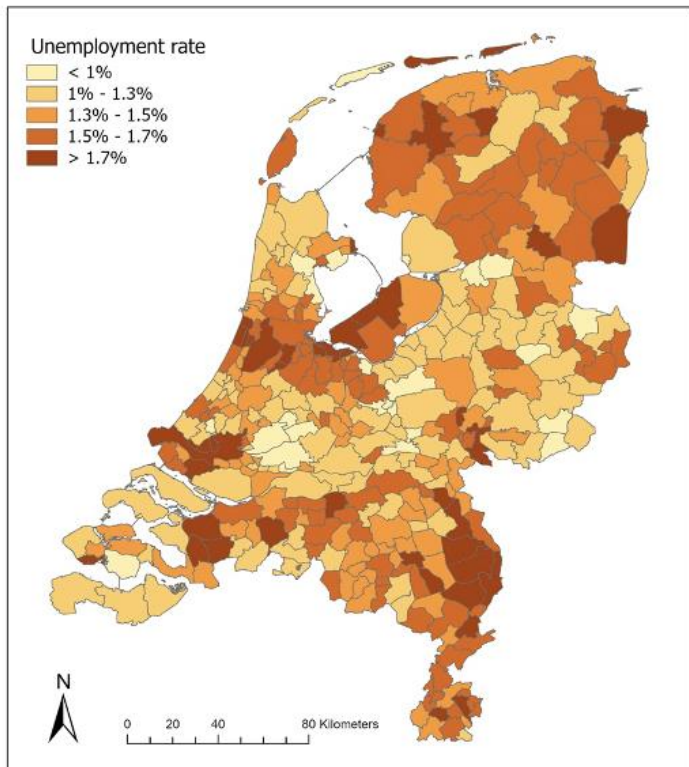 Unemployment rate
< 1%
1% - 1.3%
1.3% - 1.5%
1.5% - 1.7%
> 1.7%
N
0 20 40 80 Kilometers